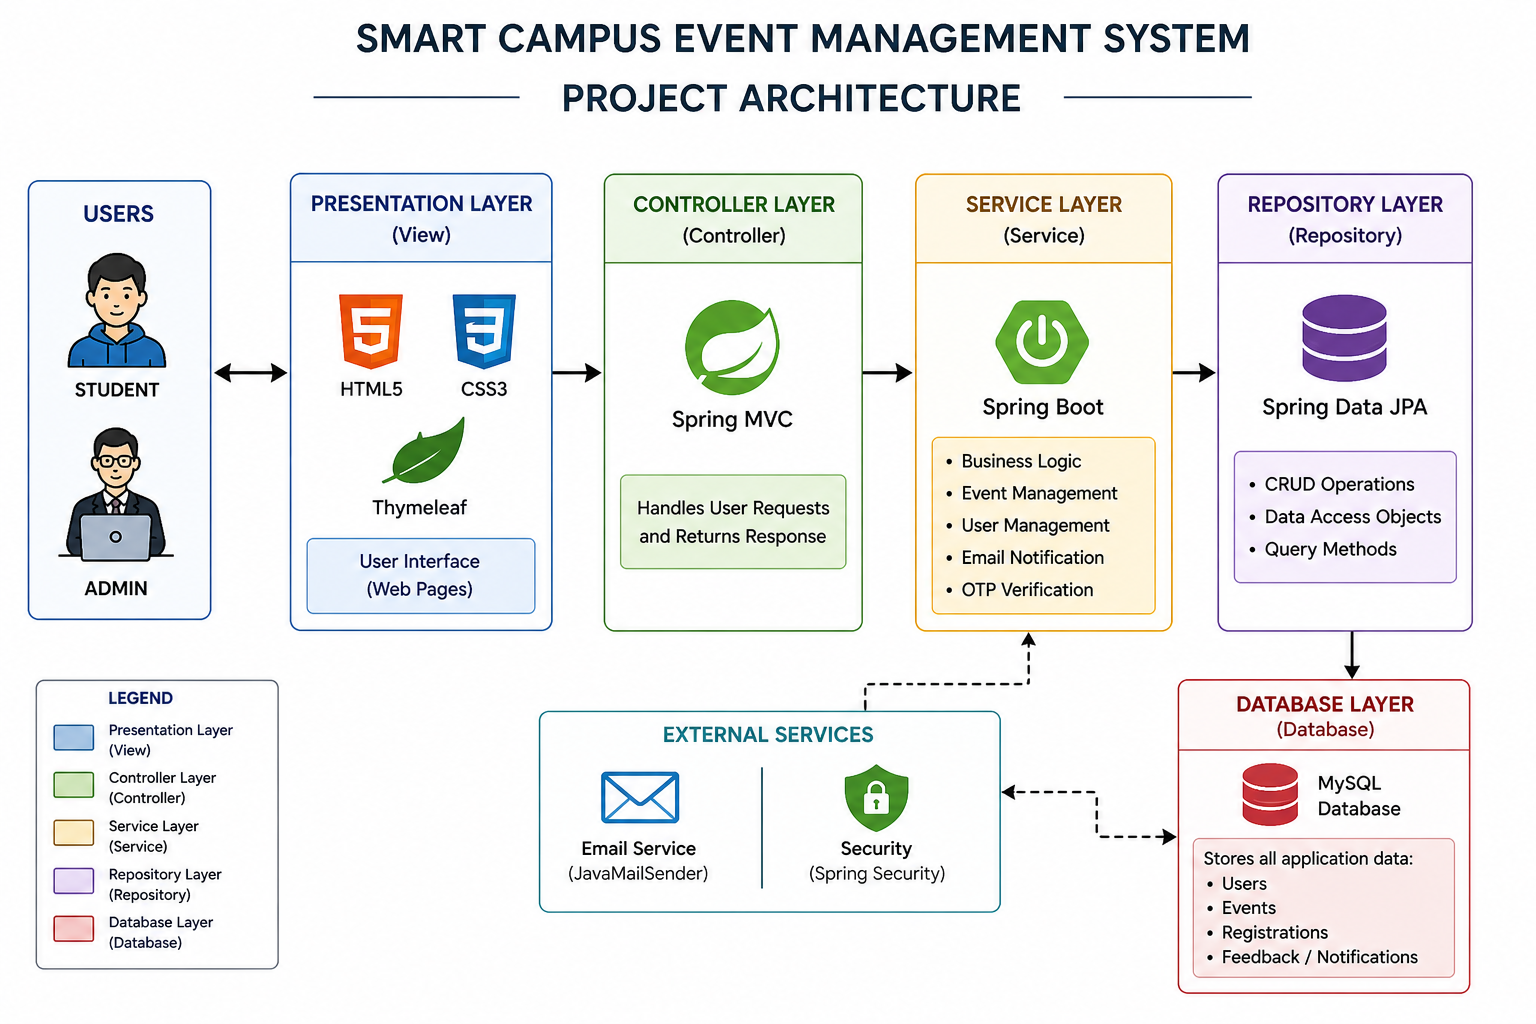 SMART CAMPUS EVENT MANAGEMENT SYSTEM
PROJECT ARCHITECTURE
USERS
STUDENT
ADMIN
PRESENTATION LAYER
(View)
HTML5
CSS3
Thymeleaf
User Interface
(Web Pages)
CONTROLLER LAYER
(Controller)
Spring MVC
Handles User Requests
and Returns Response
SERVICE LAYER
(Service)
Spring Boot
• Business Logic
• Event Management
• User Management
• Email Notification
• OTP Verification
REPOSITORY LAYER
(Repository)
Spring Data JPA
• CRUD Operations
• Data Access Objects
• Query Methods
LEGEND
Presentation Layer
(View)
Controller Layer
(Controller)
Service Layer
(Service)
Repository Layer
(Repository)
Database Layer
(Database)
EXTERNAL SERVICES
Email Service
(JavaMailSender)
Security
(Spring Security)
DATABASE LAYER
(Database)
MySQL
Database
Stores all application data:
• Users
• Events
• Registrations
• Feedback / Notifications